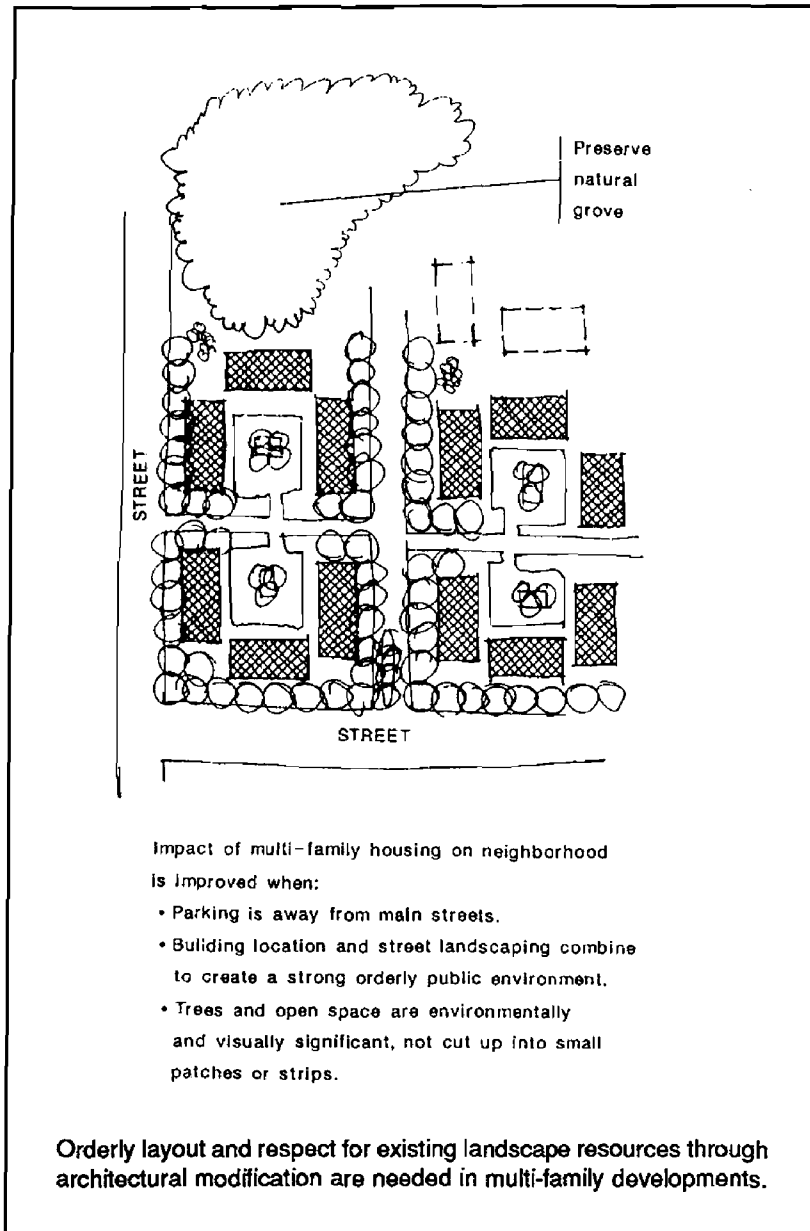 Preserve
natural
grove
STREET
STREET
Impact of multi-family housing on neighborhood
is improved when:
• Parking is away from main streets.
• Building location and street landscaping combine
to create a strong orderly public environment.
• Trees and open space are environmentally
and visually significant, not cut up into small
patches or strips.
Orderly layout and respect for existing landscape resources through
architectural modification are needed in multi-family developments.